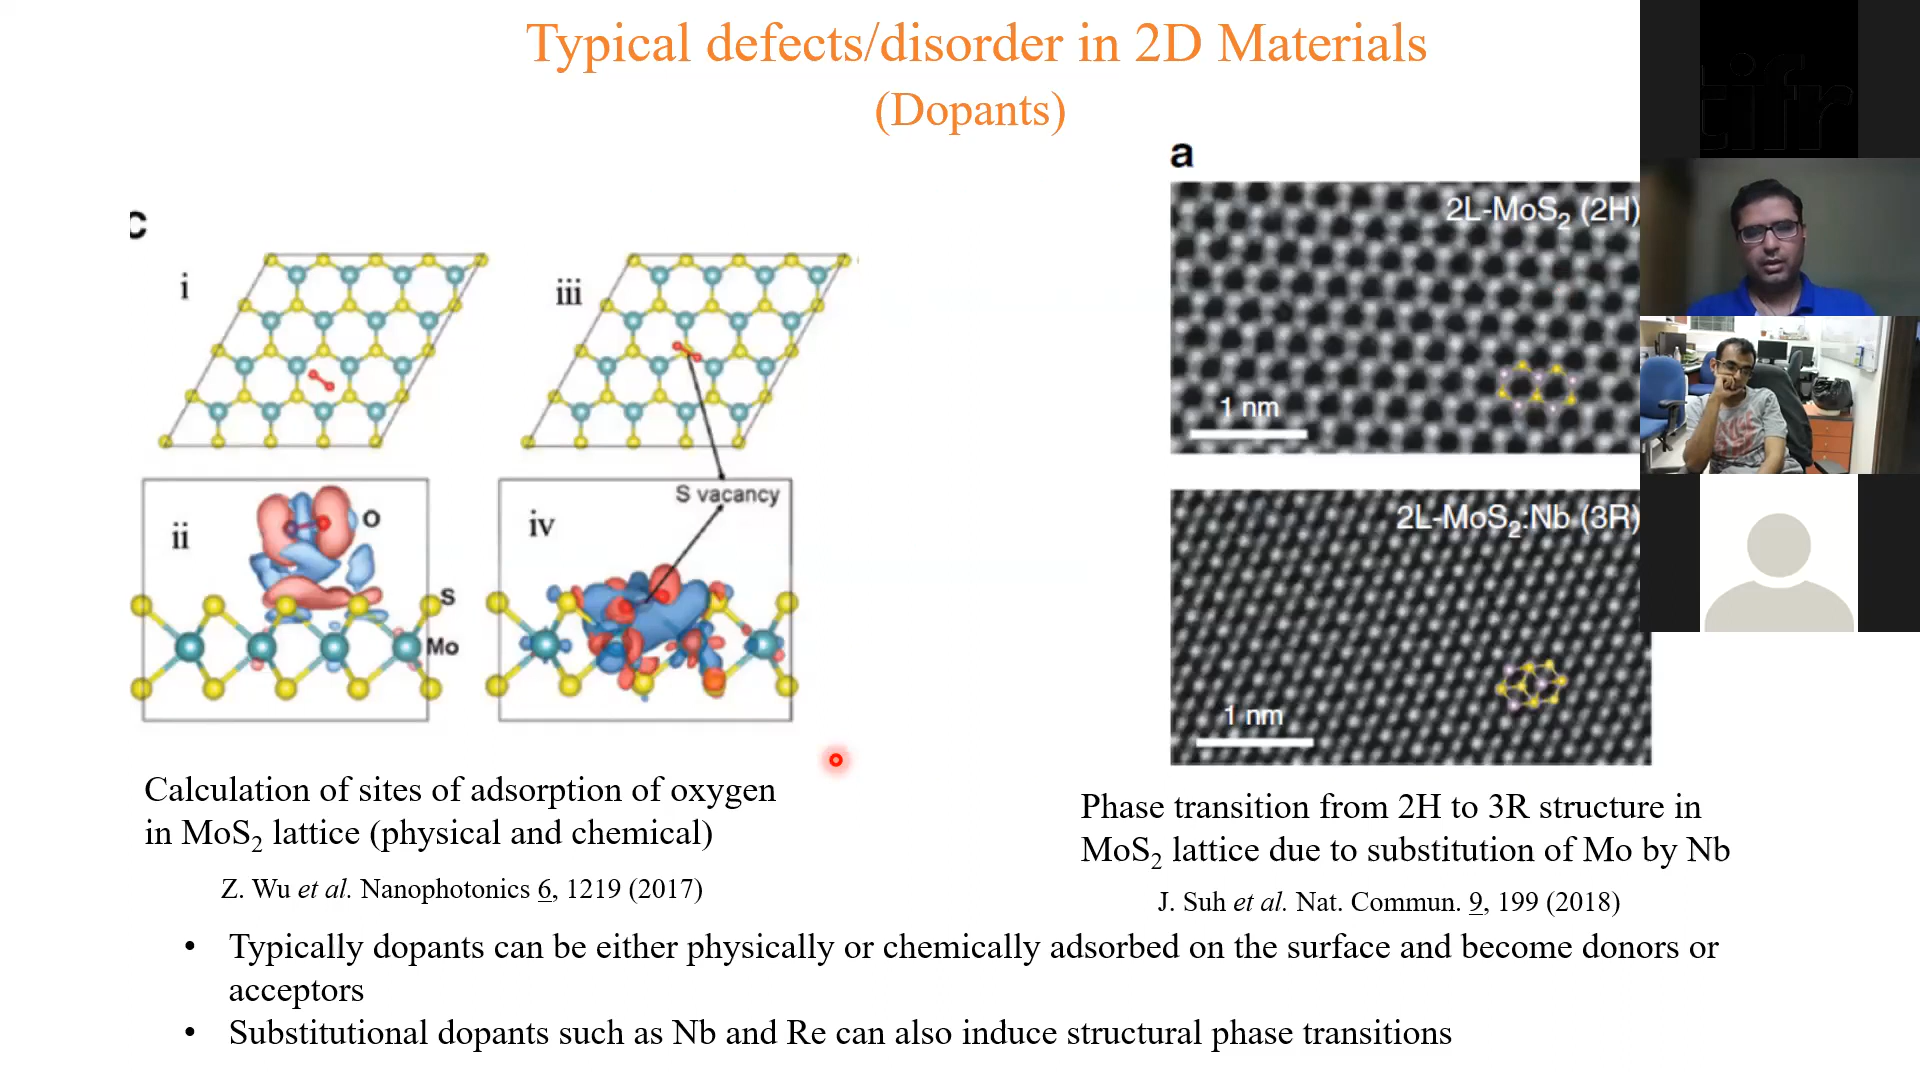 Typical defects/disorder in 2D Materials
(Dopants)
c
i
iii
S vacancy
ii
O
iv
S
Mo
a
2L-MoS₂ (2H)
1 nm
2L-MoS₂:Nb (3R)
1 nm
Calculation of sites of adsorption of oxygen
in MoS₂ lattice (physical and chemical)
Z. Wu et al. Nanophotonics 6, 1219 (2017)
Phase transition from 2H to 3R structure in
MoS₂ lattice due to substitution of Mo by Nb
J. Suh et al. Nat. Commun. 9, 199 (2018)
• Typically dopants can be either physically or chemically adsorbed on the surface and become donors or
acceptors
• Substitutional dopants such as Nb and Re can also induce structural phase transitions
tifr